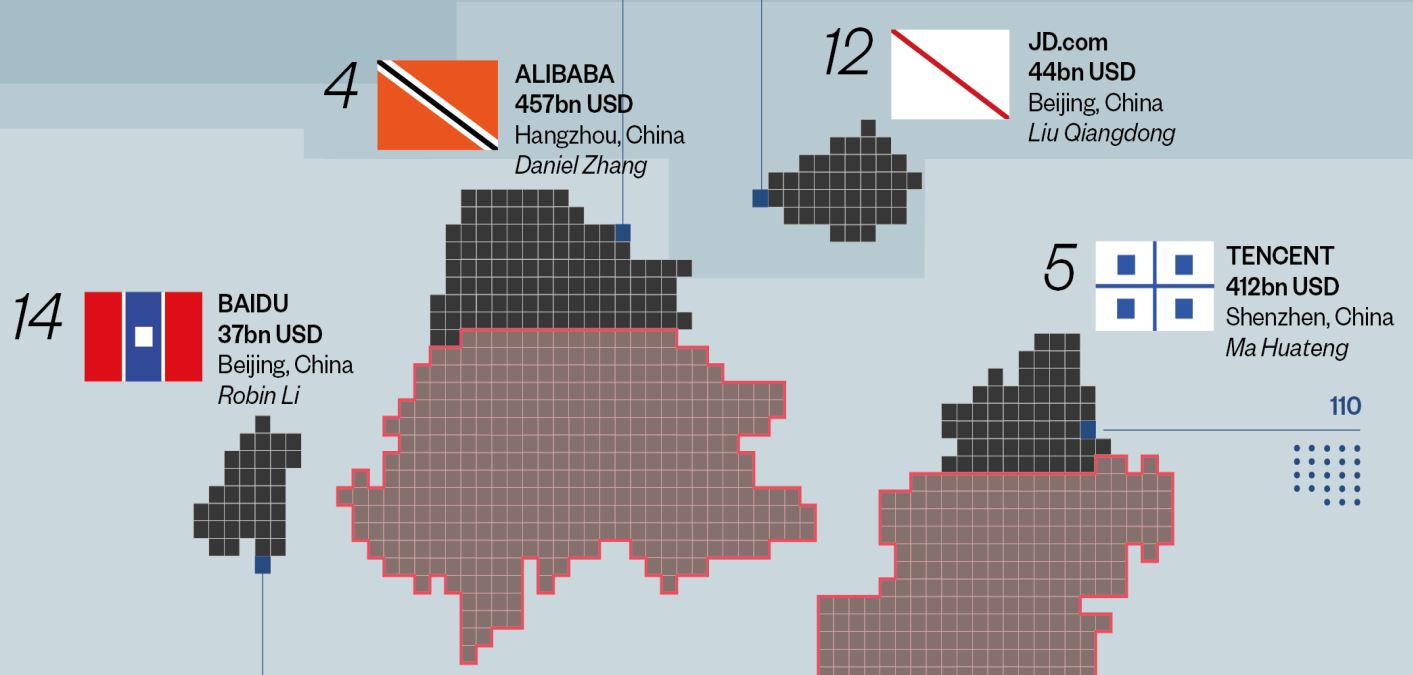 4
ALIBABA
457bn USD
Hangzhou, China
Daniel Zhang
12
JD.com
44bn USD
Beijing, China
Liu Qiangdong
14
BAIDU
37bn USD
Beijing, China
Robin Li
5
TENCENT
412bn USD
Shenzhen, China
Ma Huateng
110